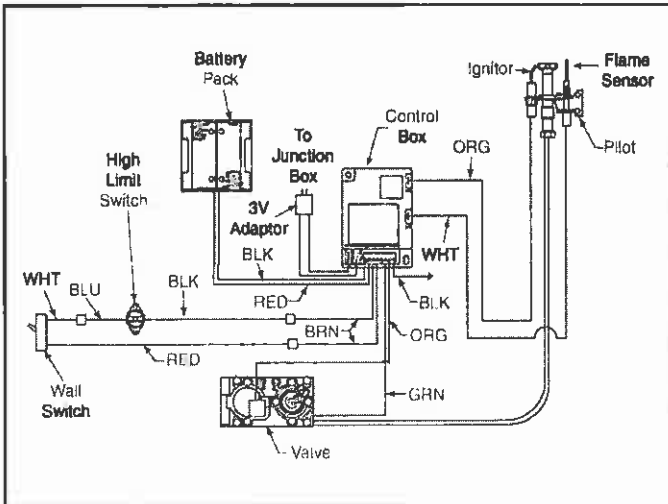 Battery
Pack
Ignitor
Flame
Sensor
Control
Box
To
Junction
Box
High
Limit
Switch
ORG
Pilot
3V
Adaptor
WHT
BLK
WHT
BLU
BLK
RED
BLK
BRN
ORG
RED
Wall
Switch
GRN
Valve